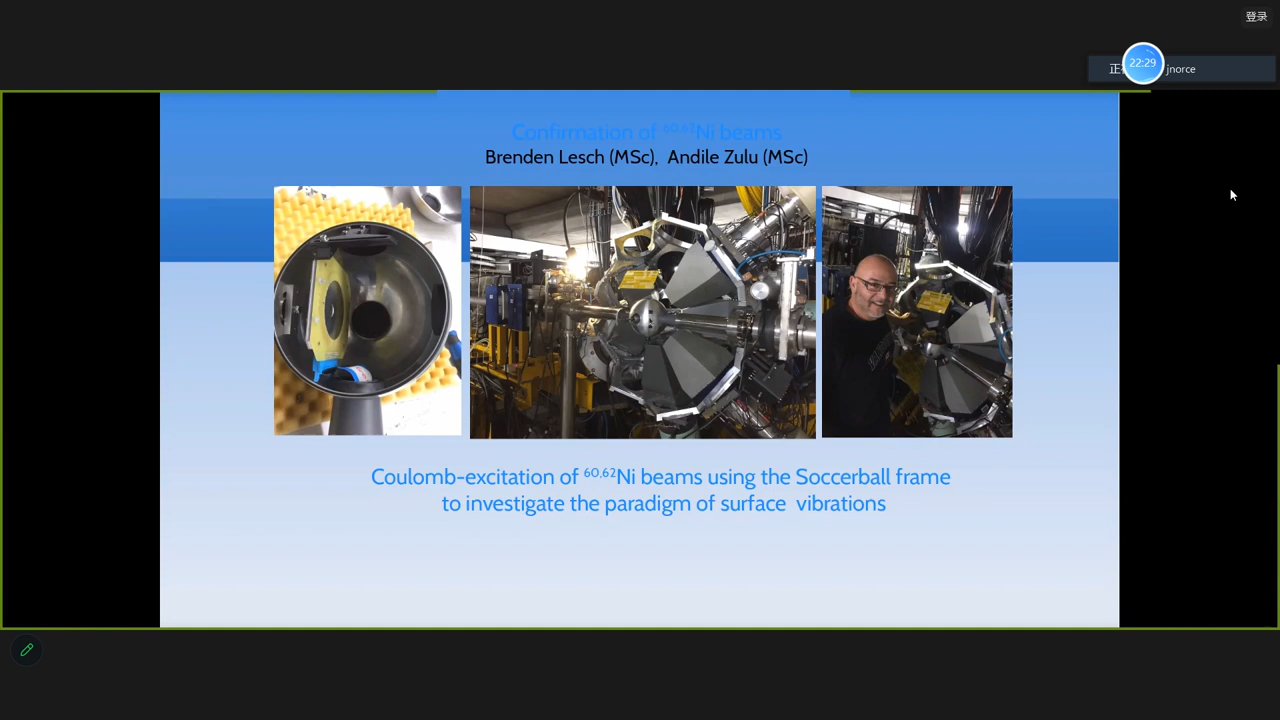 登录
22:29
jnorce
Confirmation of ⁶⁰,⁶²Ni beams
Brenden Lesch (MSc), Andile Zulu (MSc)
Coulomb-excitation of ⁶⁰,⁶²Ni beams using the Soccerball frame
to investigate the paradigm of surface vibrations